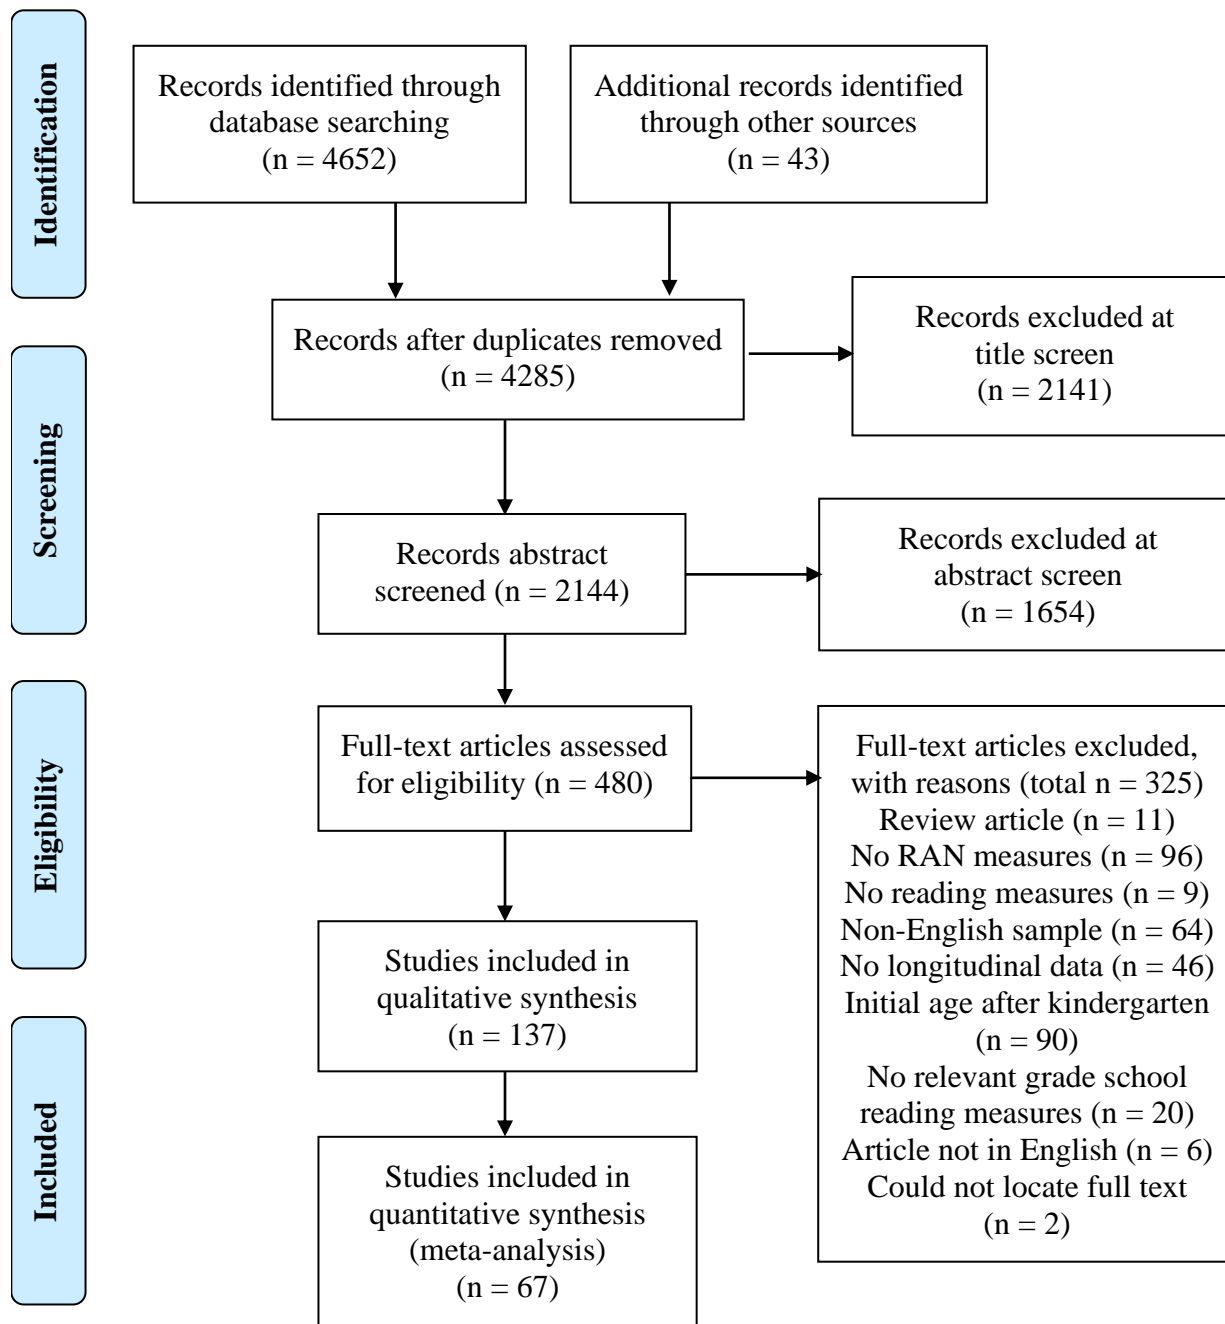 Identification
Records identified through
database searching
(n = 4652)
Additional records identified
through other sources
(n = 43)
Records after duplicates removed
(n = 4285)
Records excluded at
title screen
(n = 2141)
Screening
Records abstract
screened (n = 2144)
Records excluded at
abstract screen
(n = 1654)
Eligibility
Full-text articles assessed
for eligibility (n = 480)
Full-text articles excluded,
with reasons (total n = 325)
Review article (n = 11)
No RAN measures (n = 96)
No reading measures (n = 9)
Non-English sample (n = 64)
No longitudinal data (n = 46)
Initial age after kindergarten
(n = 90)
No relevant grade school
reading measures (n = 20)
Article not in English (n = 6)
Could not locate full text
(n = 2)
Studies included in
qualitative synthesis
(n = 137)
Included
Studies included in
quantitative synthesis
(meta-analysis)
(n = 67)